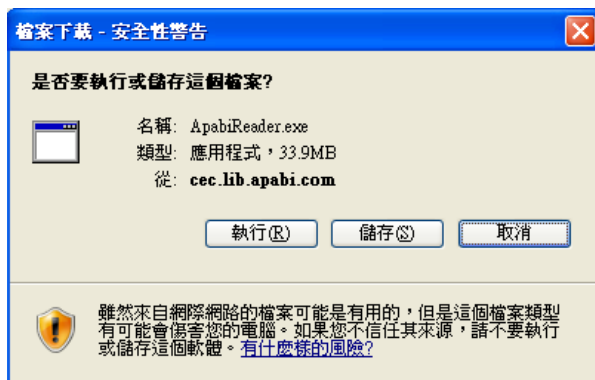 檔案下載 - 安全性警告
是否要執行或儲存這個檔案?
名稱: ApabiReader.exe
類型: 應用程式，33.9MB
從: cec.lib.apabi.com
執行(R) 儲存(S) 取消
雖然來自網際網路的檔案可能是有用的，但是這個檔案類型
有可能會傷害您的電腦。如果您不信任其來源，請不要執行
或儲存這個軟體。有什麼樣的風險?